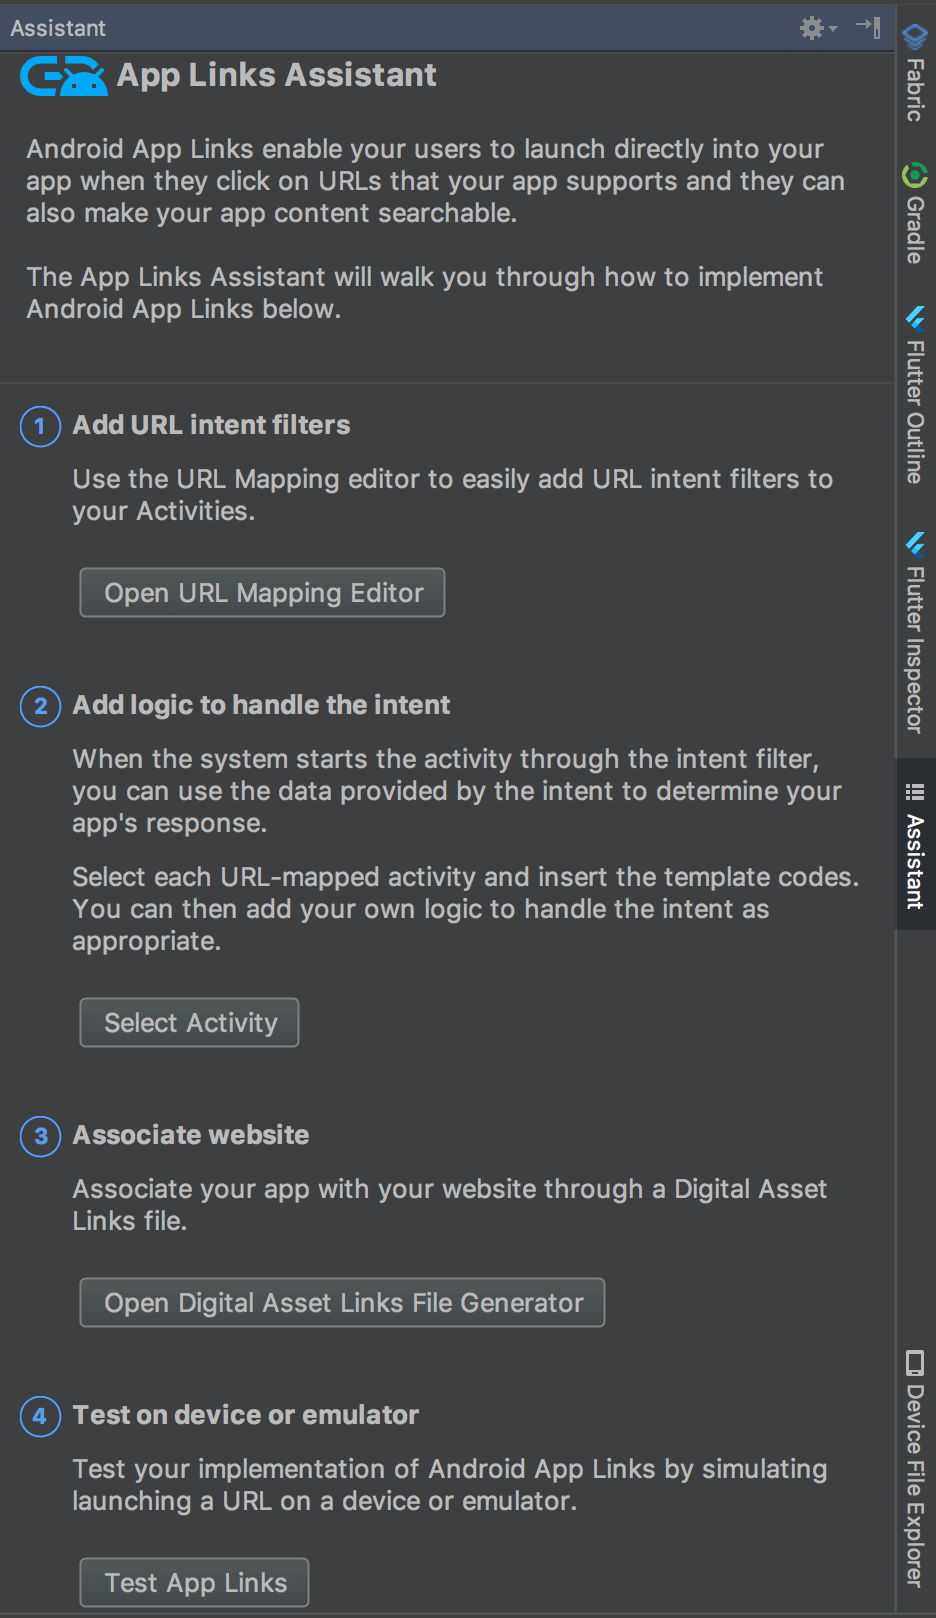 Assistant
App Links Assistant
Android App Links enable your users to launch directly into your
app when they click on URLs that your app supports and they can
also make your app content searchable.
The App Links Assistant will walk you through how to implement
Android App Links below.
1 Add URL intent filters
Use the URL Mapping editor to easily add URL intent filters to
your Activities.
Open URL Mapping Editor
2 Add logic to handle the intent
When the system starts the activity through the intent filter,
you can use the data provided by the intent to determine your
app's response.
Select each URL-mapped activity and insert the template codes.
You can then add your own logic to handle the intent as
appropriate.
Select Activity
3 Associate website
Associate your app with your website through a Digital Asset
Links file.
Open Digital Asset Links File Generator
4 Test on device or emulator
Test your implementation of Android App Links by simulating
launching a URL on a device or emulator.
Test App Links
Fabric
Gradle
Flutter Outline
Flutter Inspector
Assistant
Device File Explorer